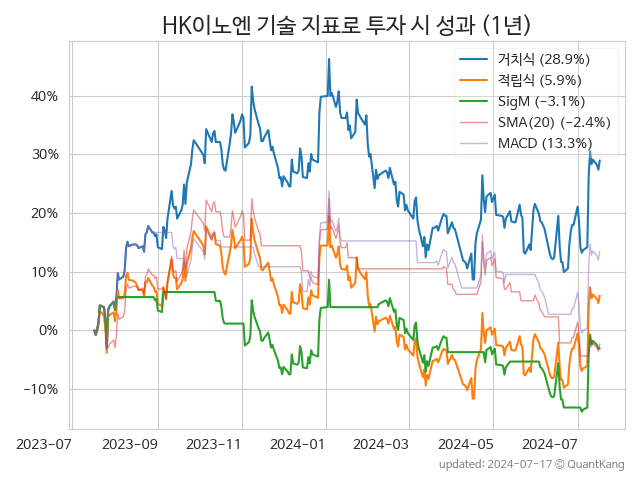 HK이노엔 기술 지표로 투자 시 성과 (1년)
거치식 (28.9%)
적립식 (5.9%)
SigM (−3.1%)
SMA(20) (−2.4%)
MACD (13.3%)
40%
30%
20%
10%
0%
−10%
2023-07 2023-09 2023-11 2024-01 2024-03 2024-05 2024-07
updated: 2024-07-17 © QuantKang